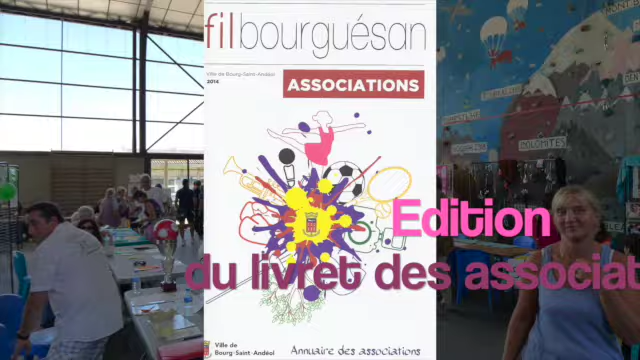 filbourguésan
Ville de Bourg-Saint-Andéol
2014
ASSOCIATIONS
Edition
du livret des associat
Ville de
Bourg-Saint-Andéol
Annuaire des associations
DOLOMITES